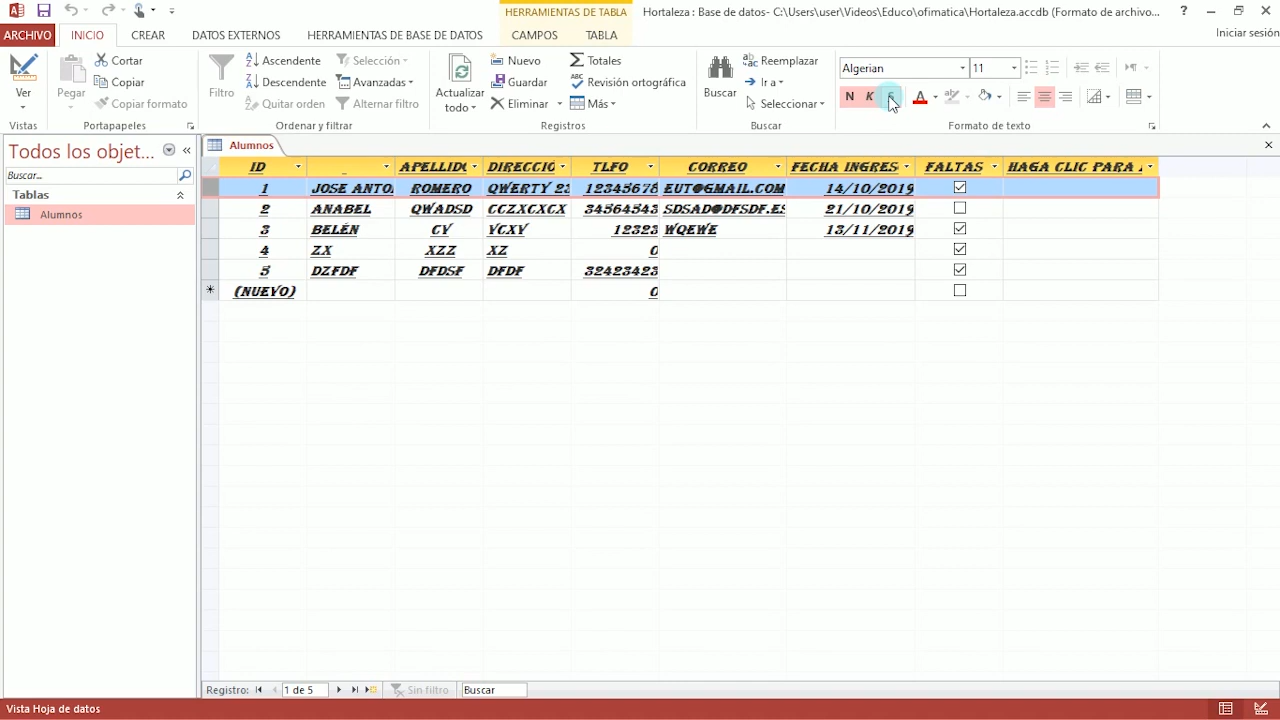 HERRAMIENTAS DE TABLA
Hortaleza : Base de datos- C:\Users\user\Videos\Educo\ofimatica\Hortaleza.accdb (Formato de archivo...
?
ARCHIVO INICIO CREAR DATOS EXTERNOS HERRAMIENTAS DE BASE DE DATOS CAMPOS TABLA
Iniciar sesión
Ver
Vistas
Pegar
Cortar
Copiar
Copiar formato
Portapapeles
Filtro
Ascendente
Descendente
Quitar orden
Selección
Avanzadas
Alternar filtro
Ordenar y filtrar
Actualizar
todo
Nuevo
Guardar
Eliminar
Totales
Revisión ortográfica
Más
Registros
Buscar
Reemplazar
Ir a
Seleccionar
Buscar
Algerian 11
N K S
Formato de texto
Todos los objet... «
Buscar...
Tablas
Alumnos
Alumnos
ID _ APELLIDO DIRECCIÓ TLFO CORREO FECHA INGRES FALTAS HAGA CLIC PARA
1 JOSE ANTO ROMERO QWERTY 23 12345678 EUT@GMAIL.COM 14/10/2019
2 ANABEL QWADSD CCZXCXCX 34564543 SDSAD@DFSDF.ES 21/10/2019
3 BELÉN CY YCXY 12323 WQEWE 13/11/2019
4 ZX XZZ XZ 0
5 DZFDF DFDSF DFDF 32423423
* (NUEVO) 0
Registro: 1 de 5 Sin filtro Buscar
Vista Hoja de datos